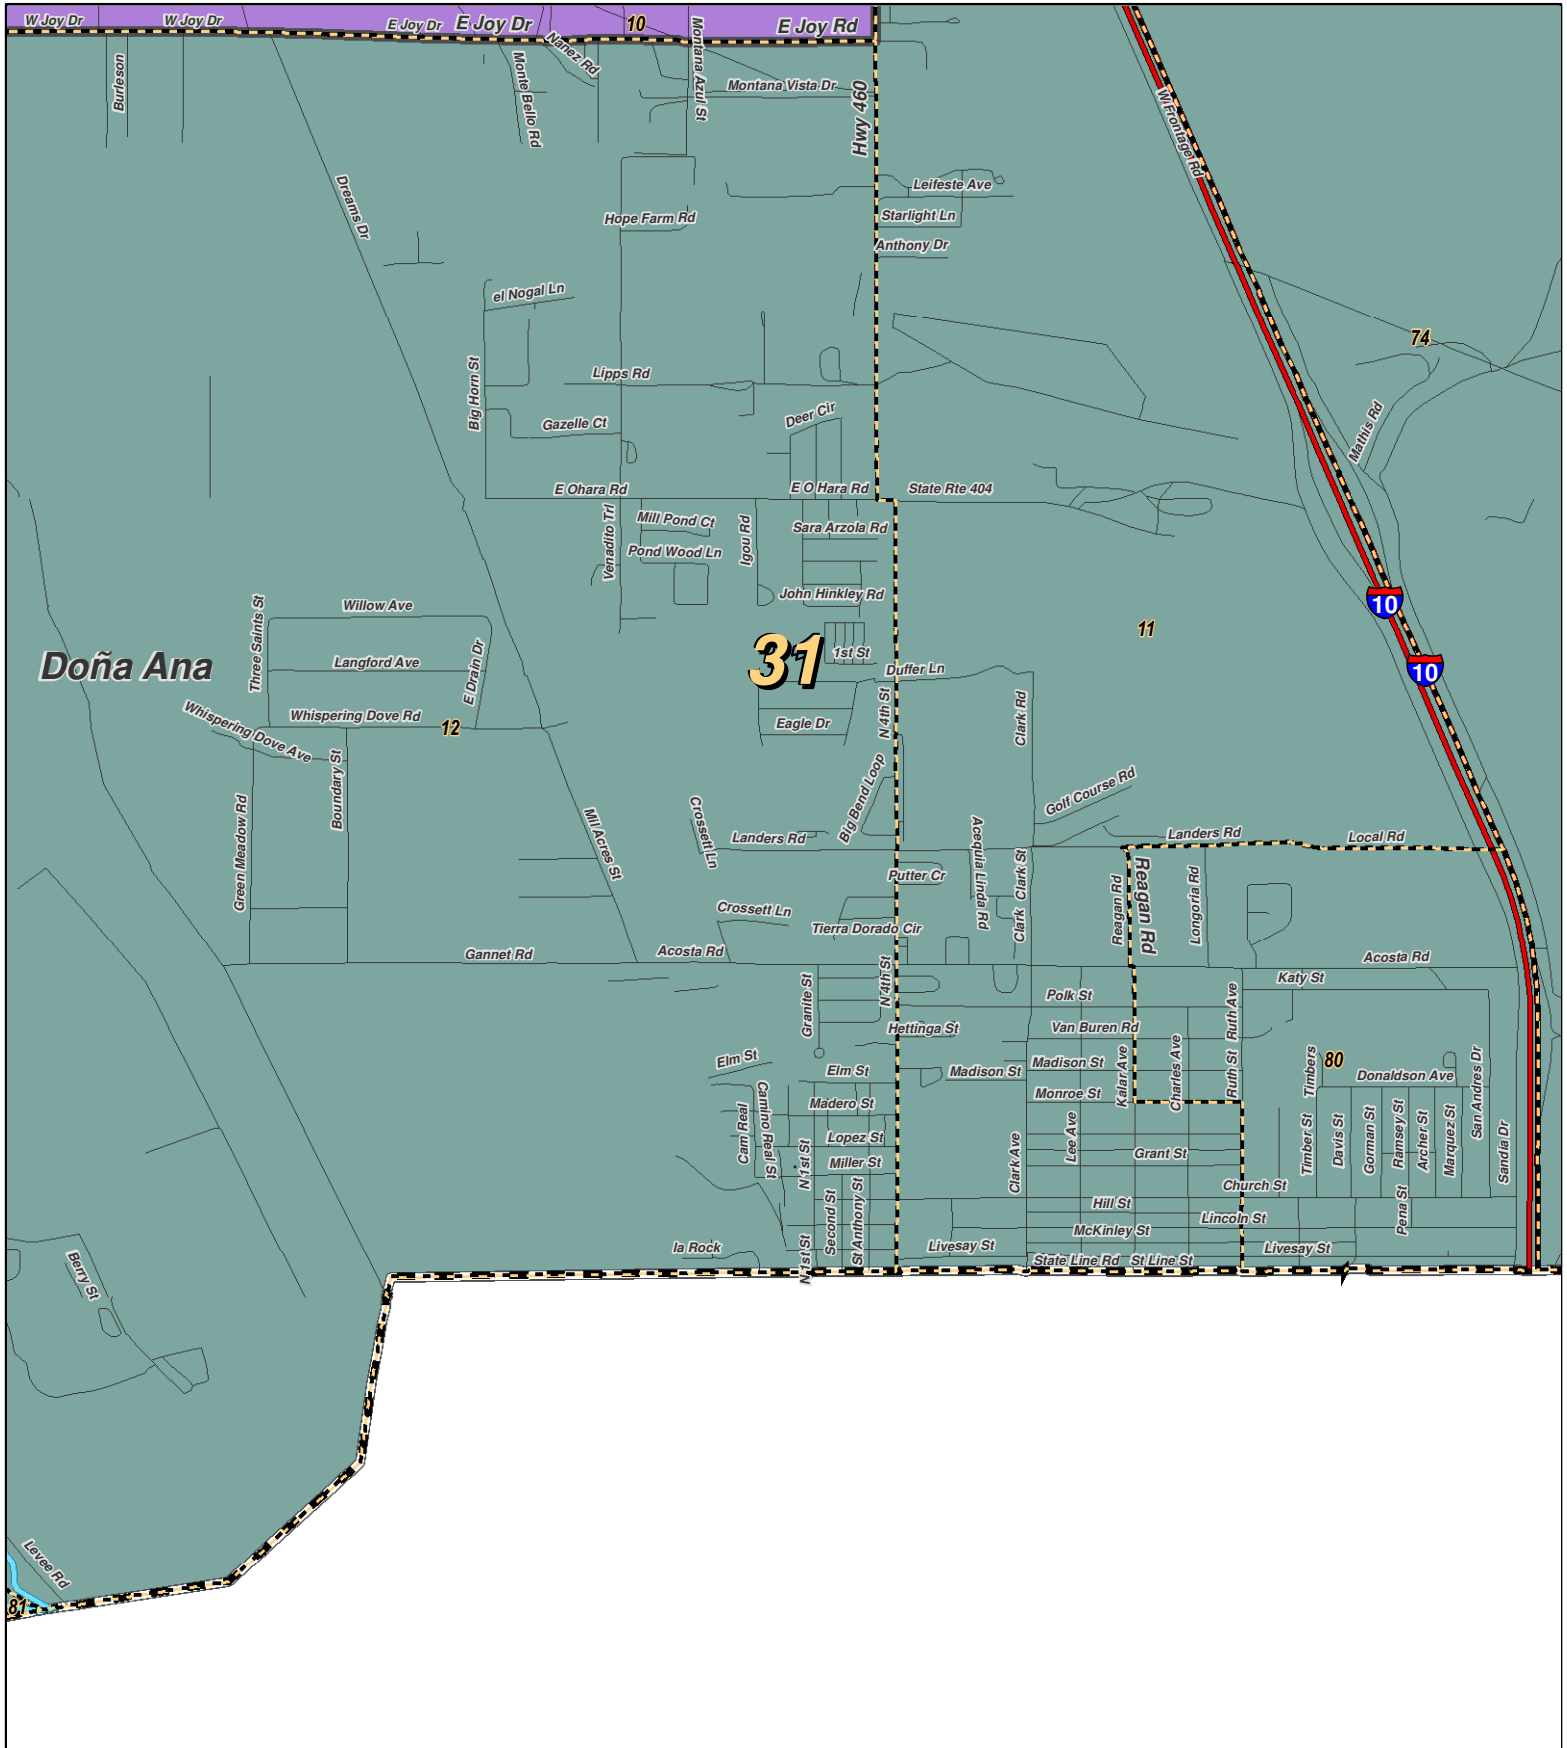 W Joy Dr
W Joy Dr
E Joy Dr
E Joy Dr
10
E Joy Rd
Burleson
Monte Bello Rd
Nanez Rd
Montana Azul St
Montana Vista Dr
Hwy 460
W Frontage Rd
Dreams Dr
Hope Farm Rd
Leifeste Ave
Starlight Ln
Anthony Dr
el Nogal Ln
74
Big Horn St
Lipps Rd
Gazelle Ct
Deer Cir
Mathis Rd
E Ohara Rd
E O Hara Rd
State Rte 404
Venadito Trl
Mill Pond Ct
Pond Wood Ln
Igou Rd
Sara Arzola Rd
John Hinkley Rd
10
Three Saints St
Willow Ave
Langford Ave
E Drain Dr
Doña Ana
31
1st St
11
10
Duffer Ln
Whispering Dove Ave
Whispering Dove Rd
12
Eagle Dr
N 4th St
Clark Rd
Green Meadow Rd
Boundary St
Mil Acres St
Crossett Ln
Landers Rd
Big Bend Loop
Golf Course Rd
Landers Rd
Local Rd
Putter Cr
Acequia Linda Rd
Clark St
Clark
Reagan Rd
Reagan Rd
Longoria Rd
Crossett Ln
Tierra Dorado Cir
Gannet Rd
Acosta Rd
Acosta Rd
Granite St
N 4th St
Polk St
Katy St
Hettinga St
Van Buren Rd
Ruth Ave
Elm St
Elm St
Madison St
Madison St
Kalar Ave
Charles Ave
Ruth St
Timbers
80
Donaldson Ave
San Andres Dr
Cam Real
Camino Real St
Madero St
Monroe St
Lopez St
Miller St
N 1st St
Clark Ave
Lee Ave
Grant St
Timber St
Davis St
Gorman St
Ramsey St
Archer St
Marquez St
Sandia Dr
Church St
Second St
St Anthony St
Hill St
Lincoln St
Pena St
McKinley St
la Rock
N 1st St
Livesay St
Livesay St
State Line Rd
St Line St
Berry St
Levee Rd
81